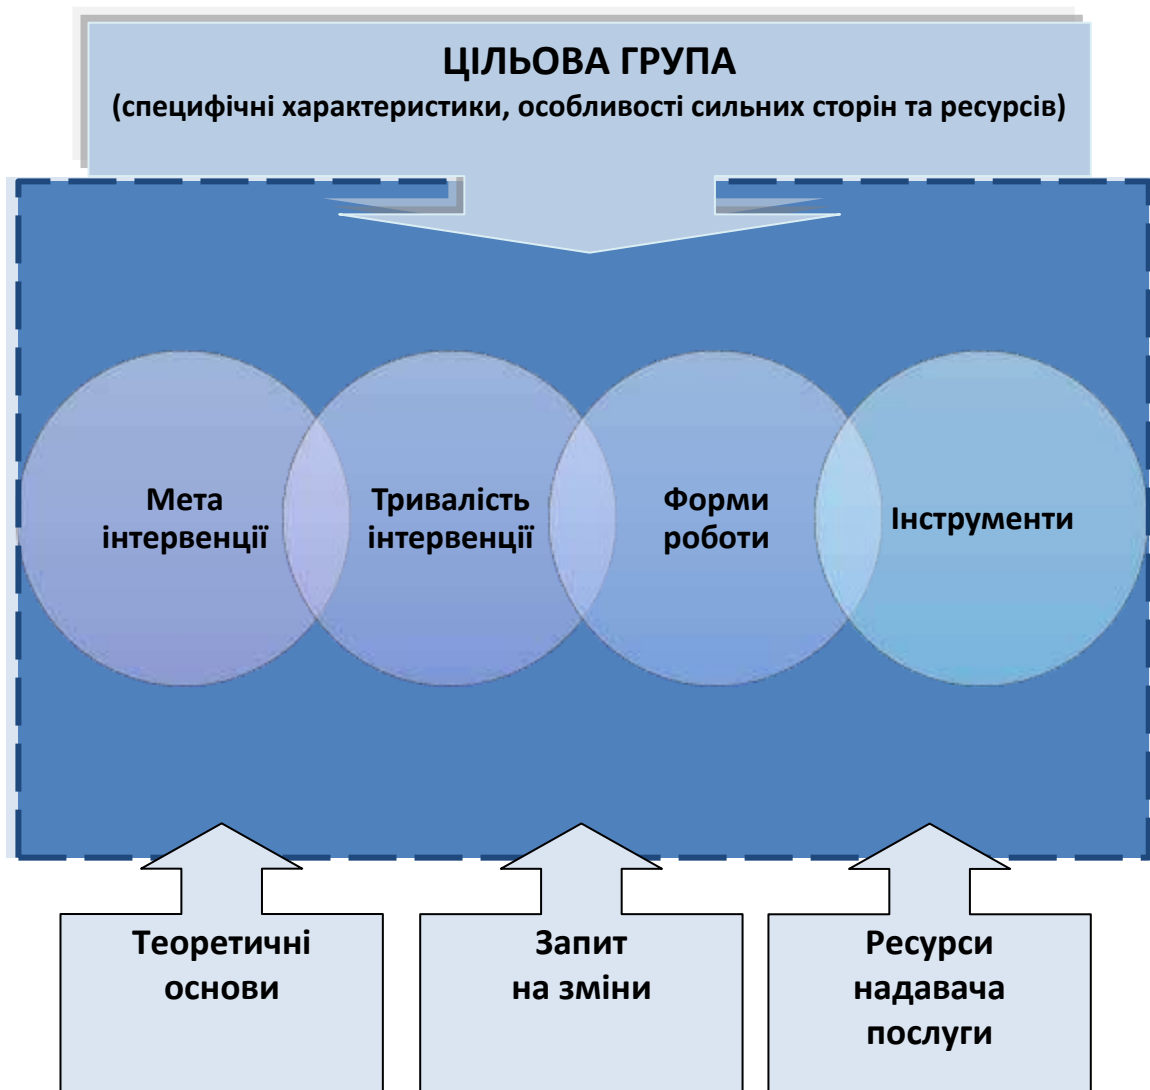 ЦІЛЬОВА ГРУПА
(специфічні характеристики, особливості сильних сторін та ресурсів)
Мета
інтервенції
Тривалість
інтервенції
Форми
роботи
Інструменти
Теоретичні
основи
Запит
на зміни
Ресурси
надавача
послуги